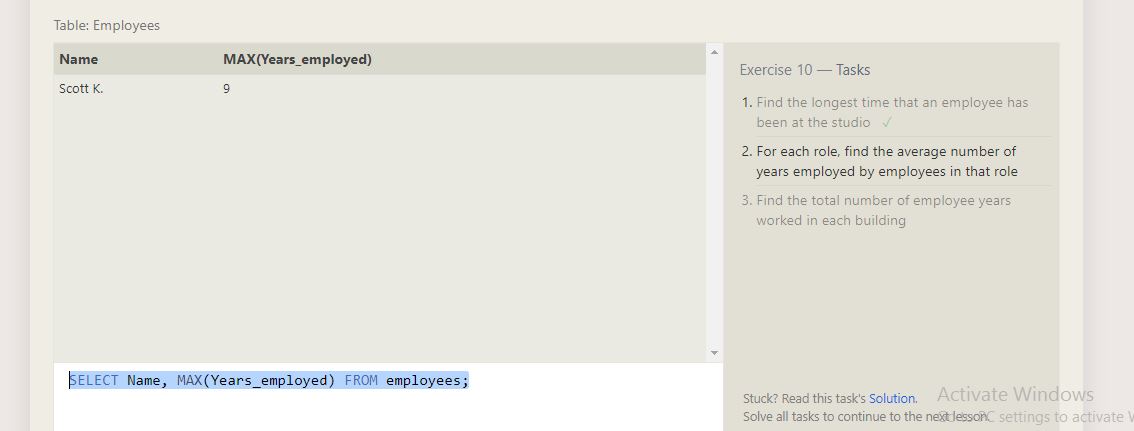 Table: Employees
Name MAX(Years_employed)
Scott K. 9
SELECT Name, MAX(Years_employed) FROM employees;
Exercise 10 — Tasks
1. Find the longest time that an employee has
been at the studio ✓
2. For each role, find the average number of
years employed by employees in that role
3. Find the total number of employee years
worked in each building
Stuck? Read this task's Solution.
Solve all tasks to continue to the next lesson.
Activate Windows
PC settings to activate